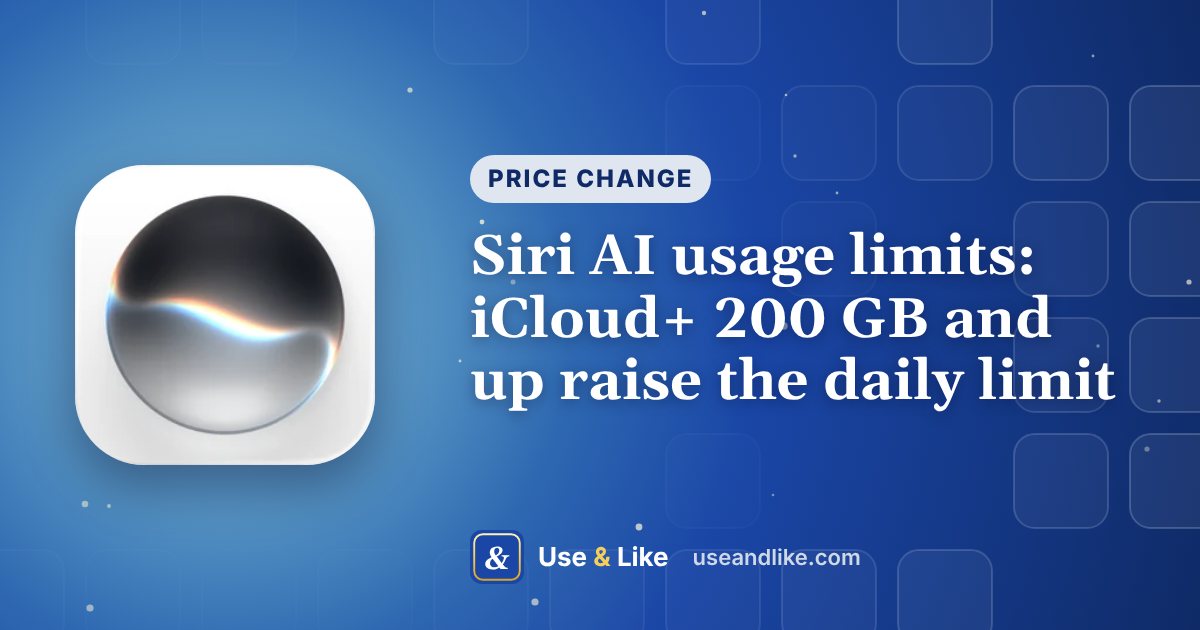 PRICE CHANGE
Siri AI usage limits:
iCloud+ 200 GB and
up raise the daily limit
& Use & Like useandlike.com